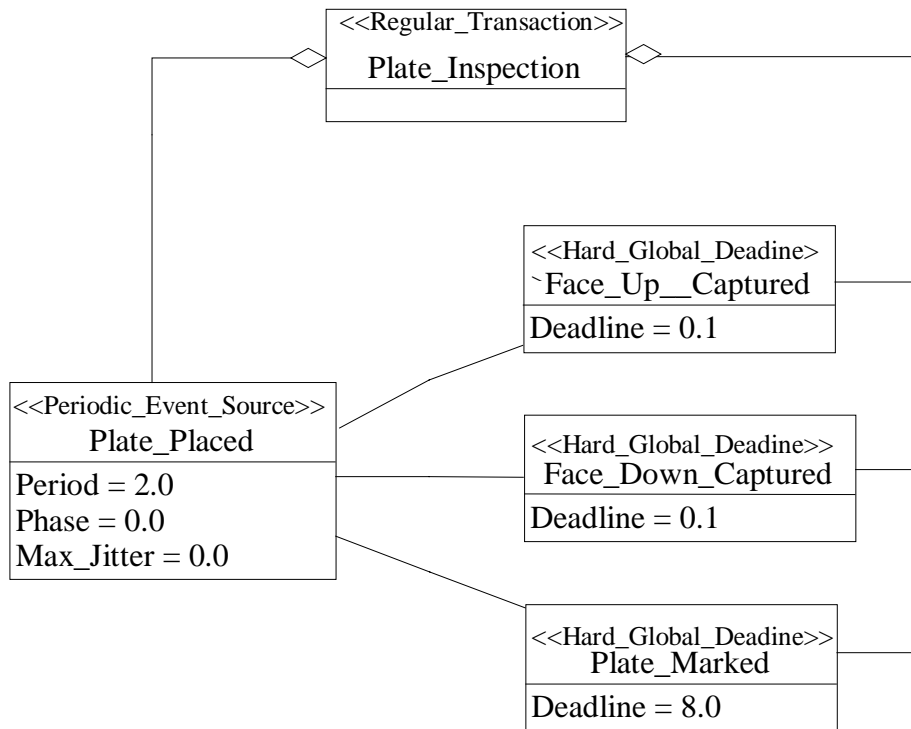 <<Regular_Transaction>>
Plate_Inspection
<<Hard_Global_Deadine>
`Face_Up__Captured
Deadline = 0.1
<<Periodic_Event_Source>>
Plate_Placed
Period = 2.0
Phase = 0.0
Max_Jitter = 0.0
<<Hard_Global_Deadine>>
Face_Down_Captured
Deadline = 0.1
<<Hard_Global_Deadine>>
Plate_Marked
Deadline = 8.0